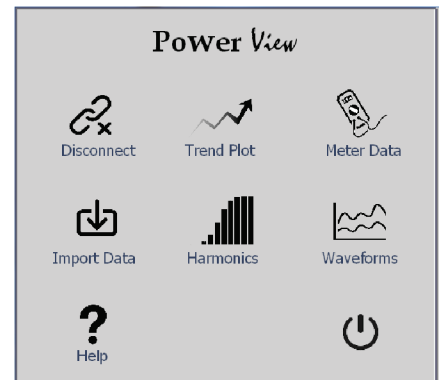 Power View
Disconnect Trend Plot Meter Data
Import Data Harmonics Waveforms
Help